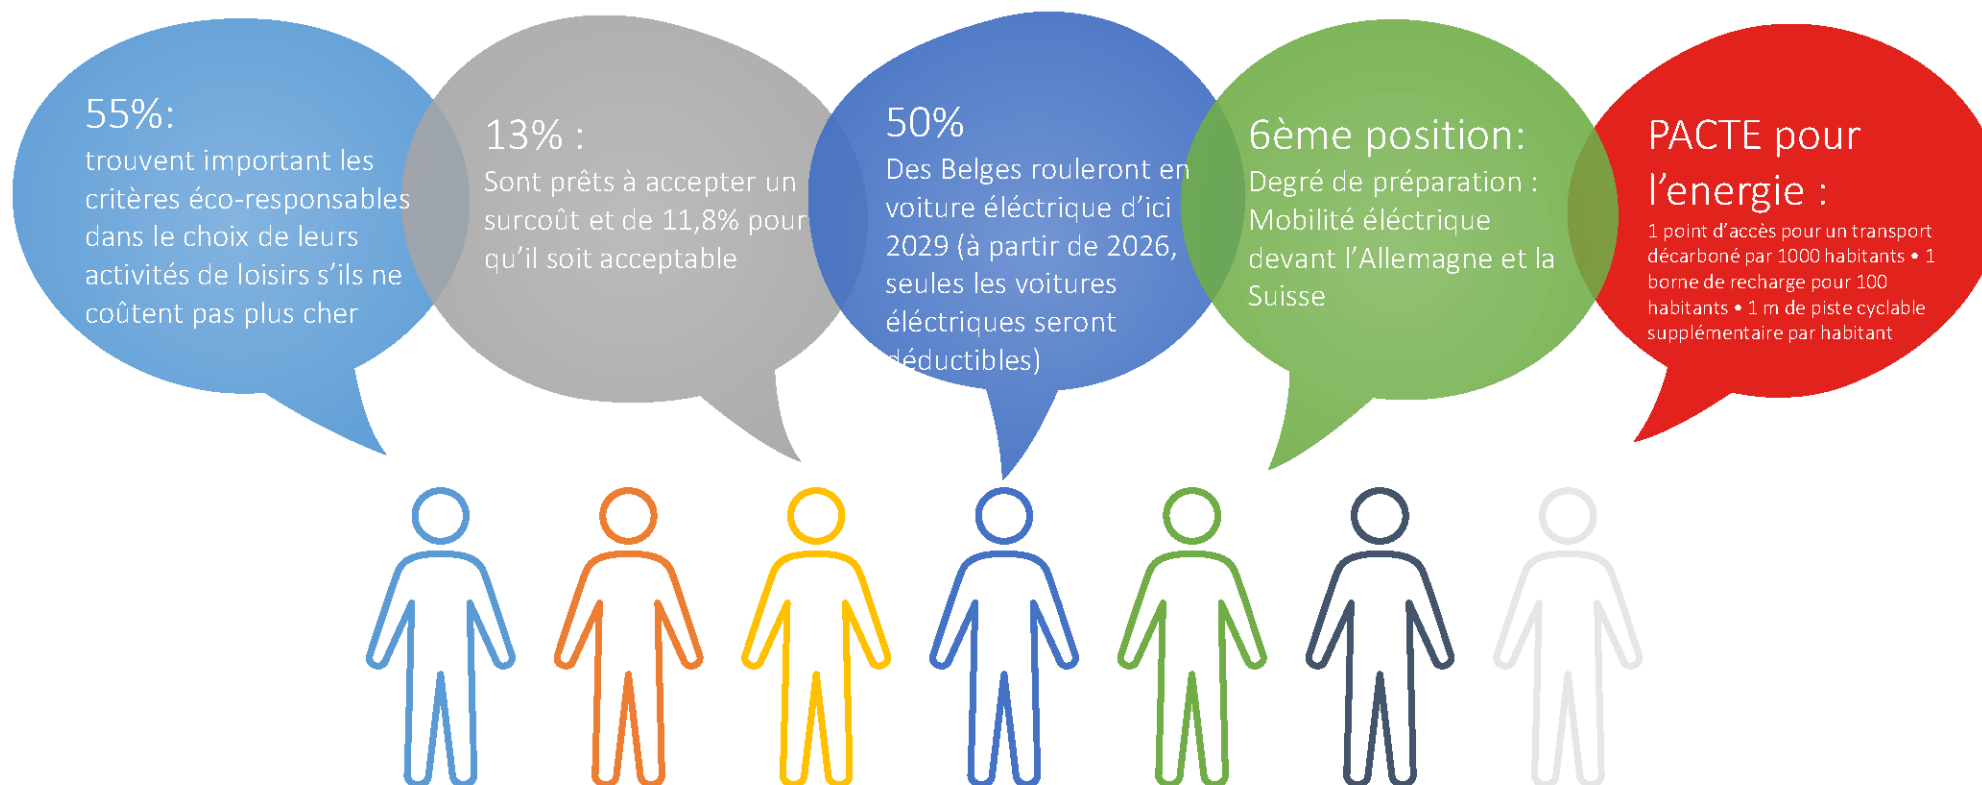 55%:
trouvent important les
critères éco-responsables
dans le choix de leurs
activités de loisirs s'ils ne
coûtent pas plus cher
13% :
Sont prêts à accepter un
surcoût et de 11,8% pour
qu'il soit acceptable
50%
Des Belges rouleront en
voiture éléctrique d'ici
2029 (à partir de 2026,
seules les voitures
éléctriques seront
déductibles)
6ème position:
Degré de préparation :
Mobilité éléctrique
devant l'Allemagne et la
Suisse
PACTE pour
l'energie :
1 point d'accès pour un transport
décarboné par 1000 habitants • 1
borne de recharge pour 100
habitants • 1 m de piste cyclable
supplémentaire par habitant